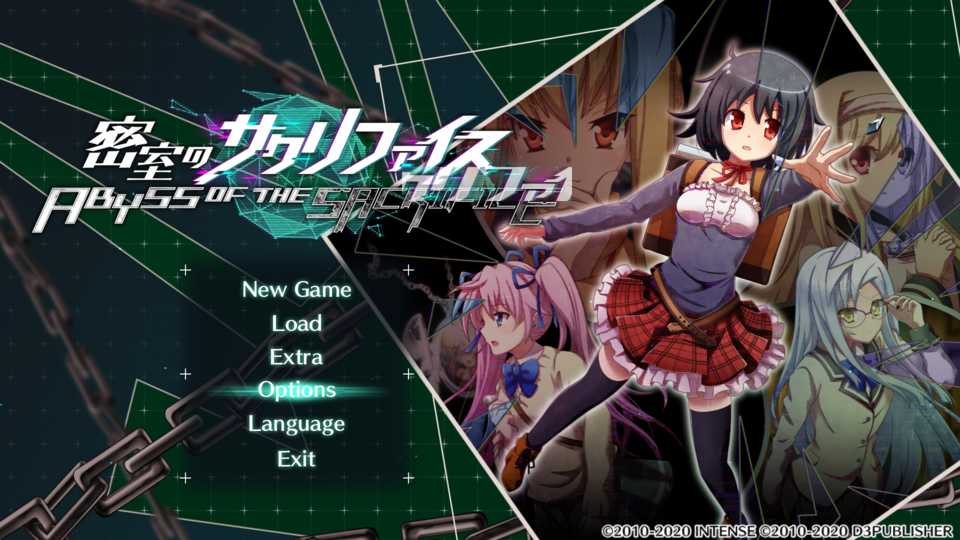 密室のサクリファイス
ABYSS OF THE SACRIFICE
New Game
Load
Extra
Options
Language
Exit
©2010-2020 INTENSE ©2010-2020 D3PUBLISHER